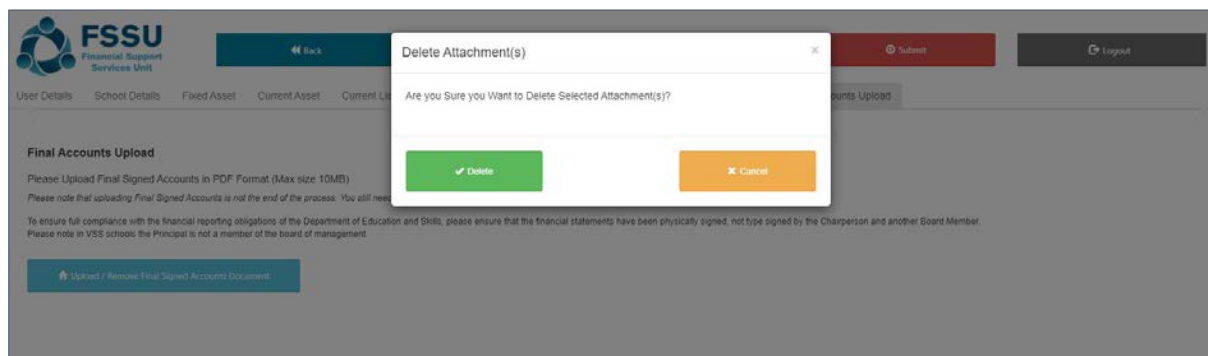 FSSU
Financial Support
Services Unit
Back
Submit
Logout
Delete Attachment(s)
×
User Details School Details Fixed Asset Current Asset Current Lia
ounts Upload
Are you Sure you Want to Delete Selected Attachment(s)?
Delete
Cancel
Final Accounts Upload
Please Upload Final Signed Accounts in PDF Format (Max size 10MB)
Please note that uploading Final Signed Accounts is not the end of the process. You still need
To ensure full compliance with the financial reporting obligations of the Department of Education and Skills, please ensure that the financial statements have been physically signed, not type signed by the Chairperson and another Board Member.
Please note in VSS schools the Principal is not a member of the board of management
Upload / Remove Final Signed Accounts Document